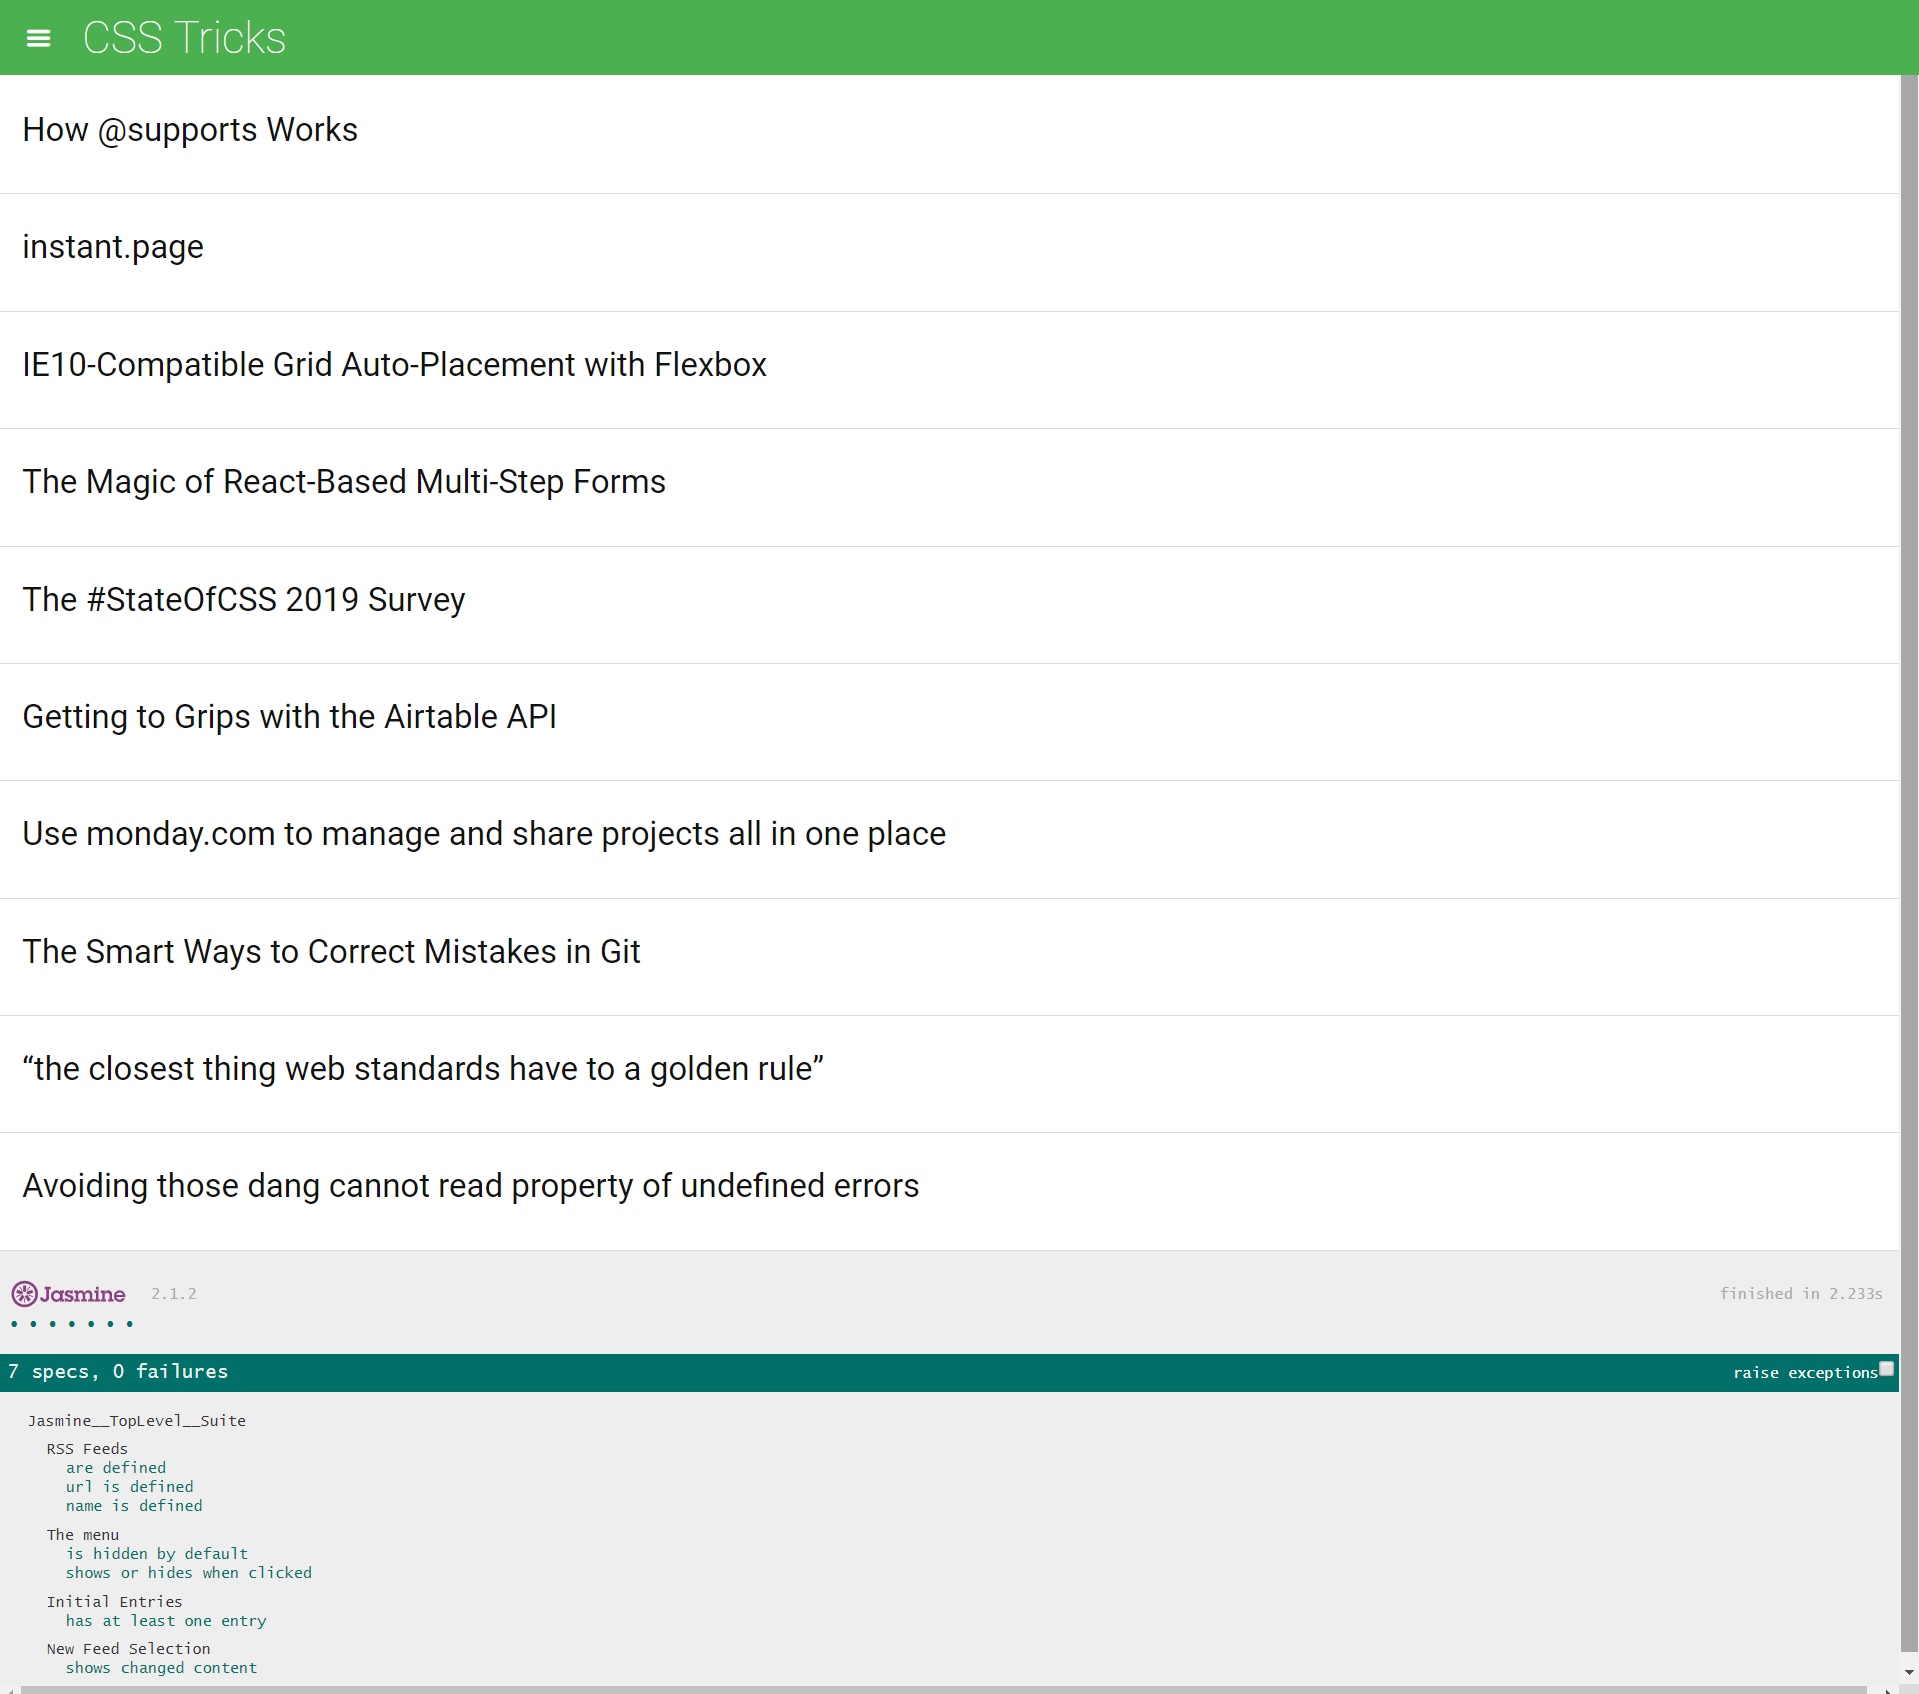 CSS Tricks
How @supports Works
instant.page
IE10-Compatible Grid Auto-Placement with Flexbox
The Magic of React-Based Multi-Step Forms
The #StateOfCSS 2019 Survey
Getting to Grips with the Airtable API
Use monday.com to manage and share projects all in one place
The Smart Ways to Correct Mistakes in Git
“the closest thing web standards have to a golden rule”
Avoiding those dang cannot read property of undefined errors
Jasmine 2.1.2 finished in 2.233s
7 specs, 0 failures raise exceptions
Jasmine__TopLevel__Suite
RSS Feeds
are defined
url is defined
name is defined
The menu
is hidden by default
shows or hides when clicked
Initial Entries
has at least one entry
New Feed Selection
shows changed content